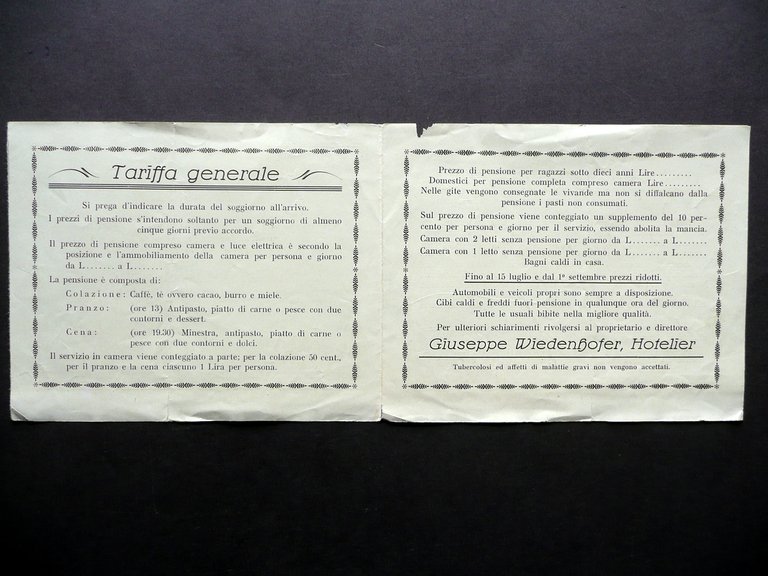 Tariffa generale
Si prega d'indicare la durata del soggiorno all'arrivo.
I prezzi di pensione s'intendono soltanto per un soggiorno di almeno
cinque giorni previo accordo.
Il prezzo di pensione compreso camera e luce elettrica è secondo la
posizione e l'ammobiliamento della camera per persona e giorno
da L....... a L.......
La pensione è composta di:
Colazione: Caffè, tè ovvero cacao, burro e miele.
Pranzo: (ore 13) Antipasto, piatto di carne o pesce con due
contorni e dessert.
Cena: (ore 19.30) Minestra, antipasto, piatto di carne o
pesce con due contorni e dolci.
Il servizio in camera viene conteggiato a parte: per la colazione 50 cent.,
per il pranzo e la cena ciascuno 1 Lira per persona.
Prezzo di pensione per ragazzi sotto dieci anni Lire.........
Domestici per pensione completa compreso camera Lire.........
Nelle gite vengono consegnate le vivande ma non si diffalcano dalla
pensione i pasti non consumati.
Sul prezzo di pensione viene conteggiato un supplemento del 10 per-
cento per persona e giorno per il servizio, essendo abolita la mancia.
Camera con 2 letti senza pensione per giorno da L....... a L.......
Camera con 1 letto senza pensione per giorno da L....... a L.......
Bagni caldi in casa.
Fino al 15 luglio e dal 1º settembre prezzi ridotti.
Automobili e veicoli propri sono sempre a disposizione.
Cibi caldi e freddi fuori pensione in qualunque ora del giorno.
Tutte le usuali bibite nella migliore qualità.
Per ulteriori schiarimenti rivolgersi al proprietario e direttore
Giuseppe Wiedenhofer, Hotelier
Tubercolosi ed affetti di malattie gravi non vengono accettati.